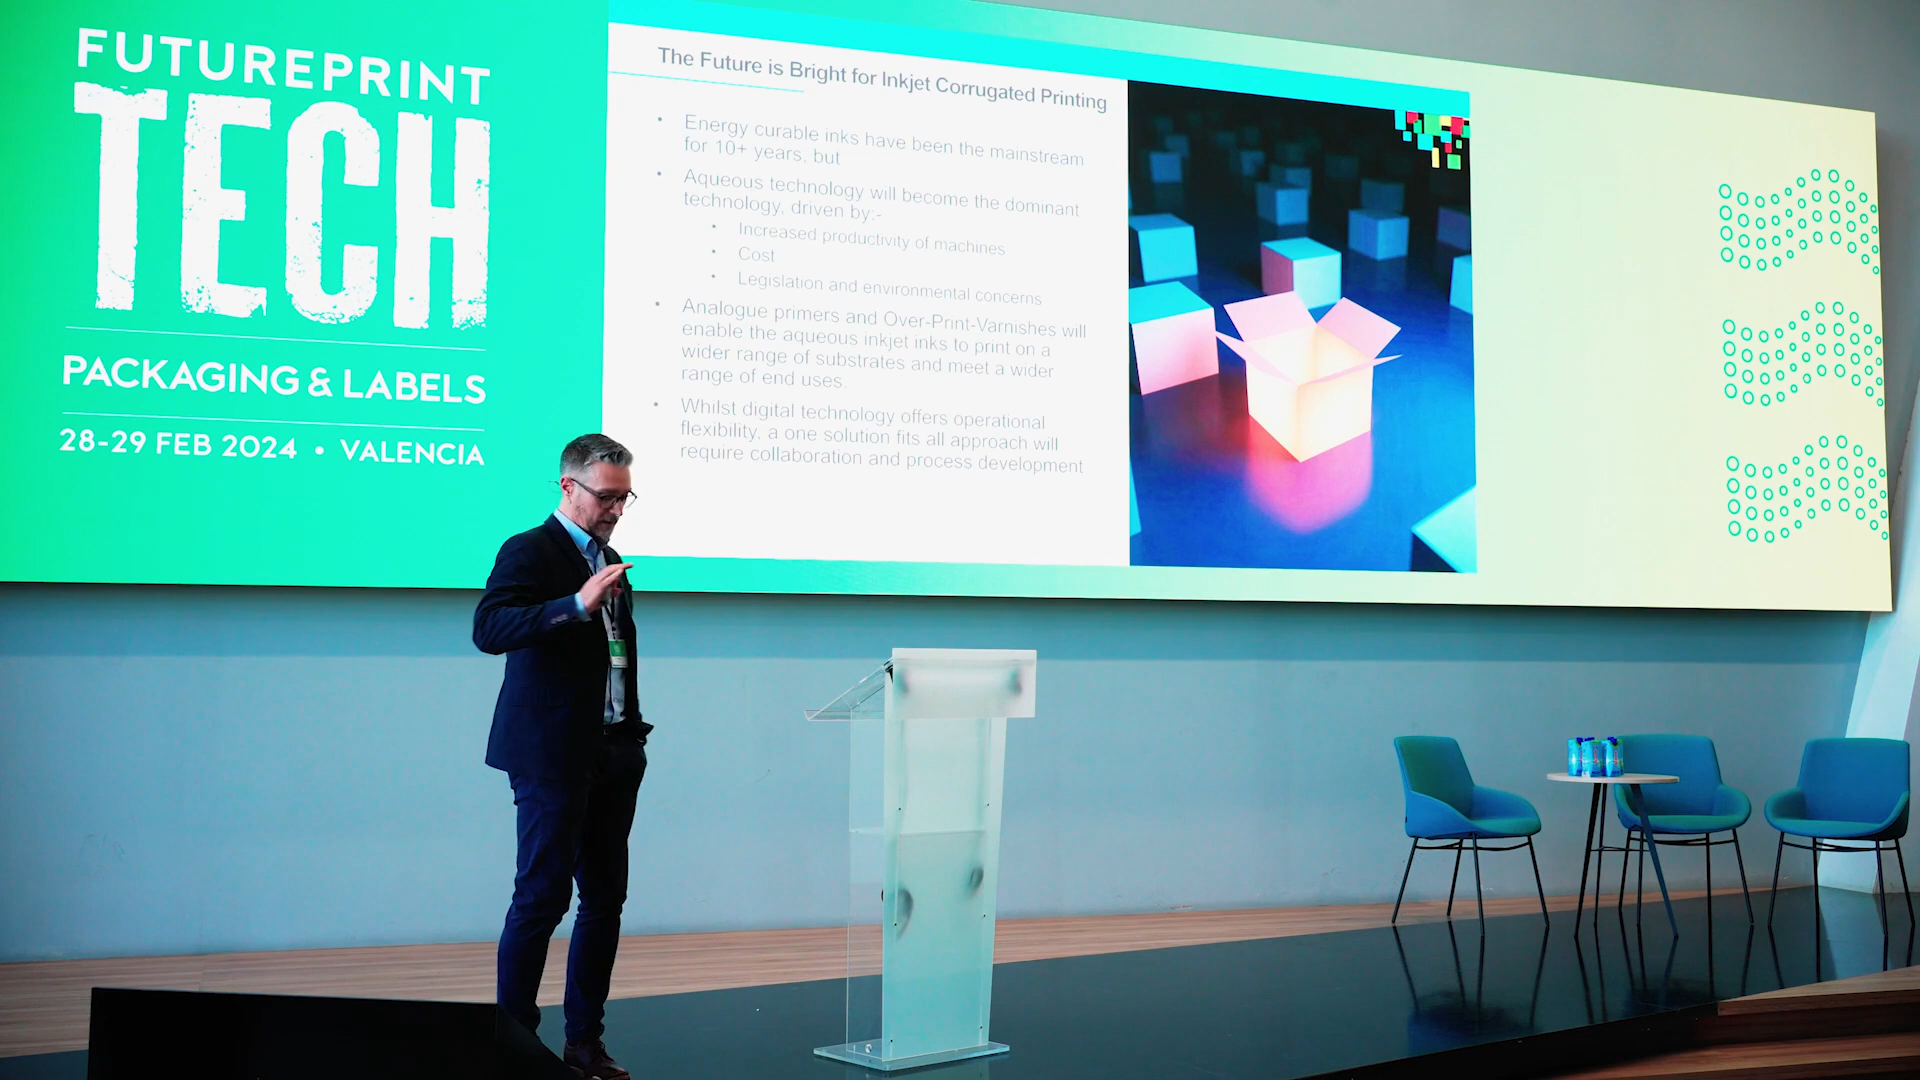 FUTUREPRINT
TECH
PACKAGING & LABELS
28-29 FEB 2024 • VALENCIA
The Future is Bright for Inkjet Corrugated Printing
• Energy curable inks have been the mainstream
for 10+ years, but
• Aqueous technology will become the dominant
technology, driven by:-
• Increased productivity of machines
• Cost
• Legislation and environmental concerns
• Analogue primers and Over-Print-Varnishes will
enable the aqueous inkjet inks to print on a
wider range of substrates and meet a wider
range of end uses.
• Whilst digital technology offers operational
flexibility, a one solution fits all approach will
require collaboration and process development